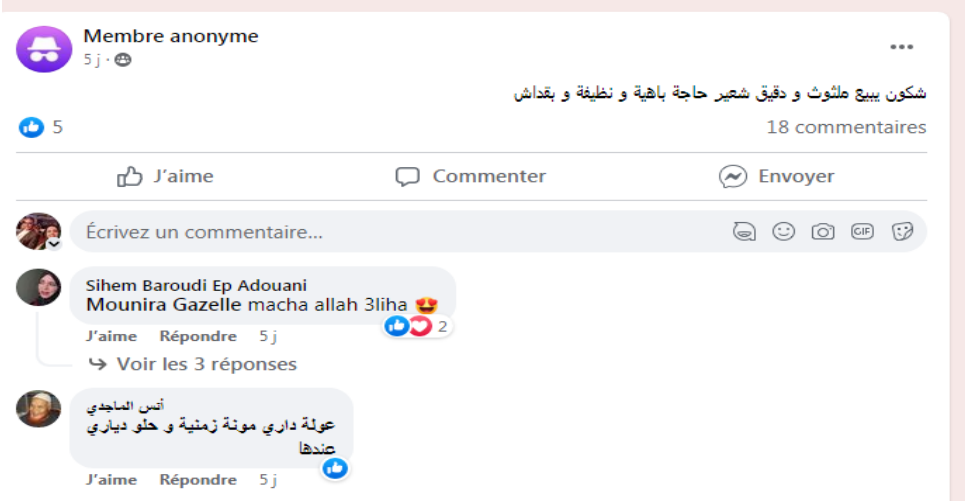 Membre anonyme
5 j
شكون يبيع ملثوث و دقيق شعير حاجة باهية و نظيفة و بقداش
5
18 commentaires
J'aime
Commenter
Envoyer
Écrivez un commentaire...
GIF
Sihem Baroudi Ep Adouani
Mounira Gazelle macha allah 3liha 😍
2
J'aime Répondre 5 j
Voir les 3 réponses
أنس الماجدي
عولة داري مونة زمنية و حلو دياري
عندها
J'aime Répondre 5 j